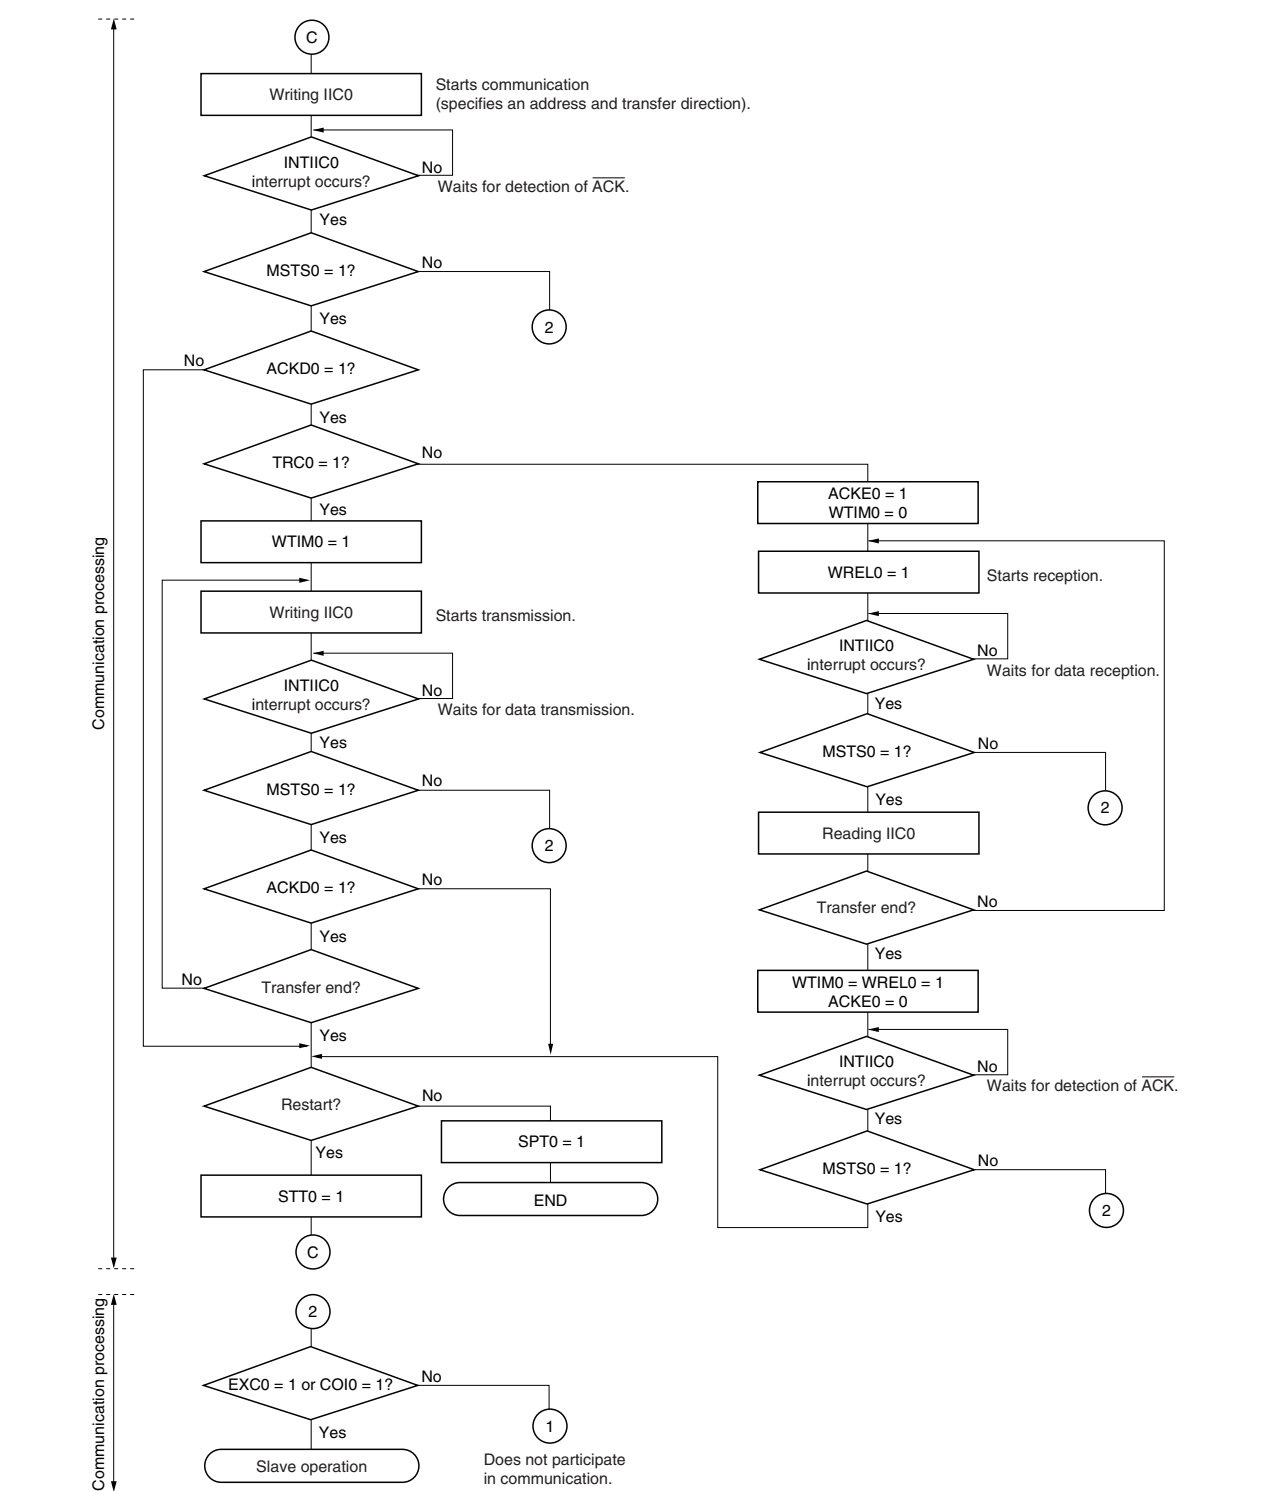 C
Writing IIC0
Starts communication
(specifies an address and transfer direction).
INTIIC0
interrupt occurs?
No
Waits for detection of A̅C̅K̅.
Yes
MSTS0 = 1?
No
2
Yes
ACKD0 = 1?
No
Yes
TRC0 = 1?
No
Yes
WTIM0 = 1
Writing IIC0
Starts transmission.
INTIIC0
interrupt occurs?
No
Waits for data transmission.
Yes
MSTS0 = 1?
No
2
Yes
ACKD0 = 1?
No
Yes
Transfer end?
No
Yes
Restart?
No
SPT0 = 1
END
Yes
STT0 = 1
C
ACKE0 = 1
WTIM0 = 0
WREL0 = 1
Starts reception.
INTIIC0
interrupt occurs?
No
Waits for data reception.
Yes
MSTS0 = 1?
No
2
Yes
Reading IIC0
Transfer end?
No
Yes
WTIM0 = WREL0 = 1
ACKE0 = 0
INTIIC0
interrupt occurs?
No
Waits for detection of A̅C̅K̅.
Yes
MSTS0 = 1?
No
2
Yes
Communication processing
2
EXC0 = 1 or COI0 = 1?
No
1
Does not participate
in communication.
Yes
Slave operation
Communication processing